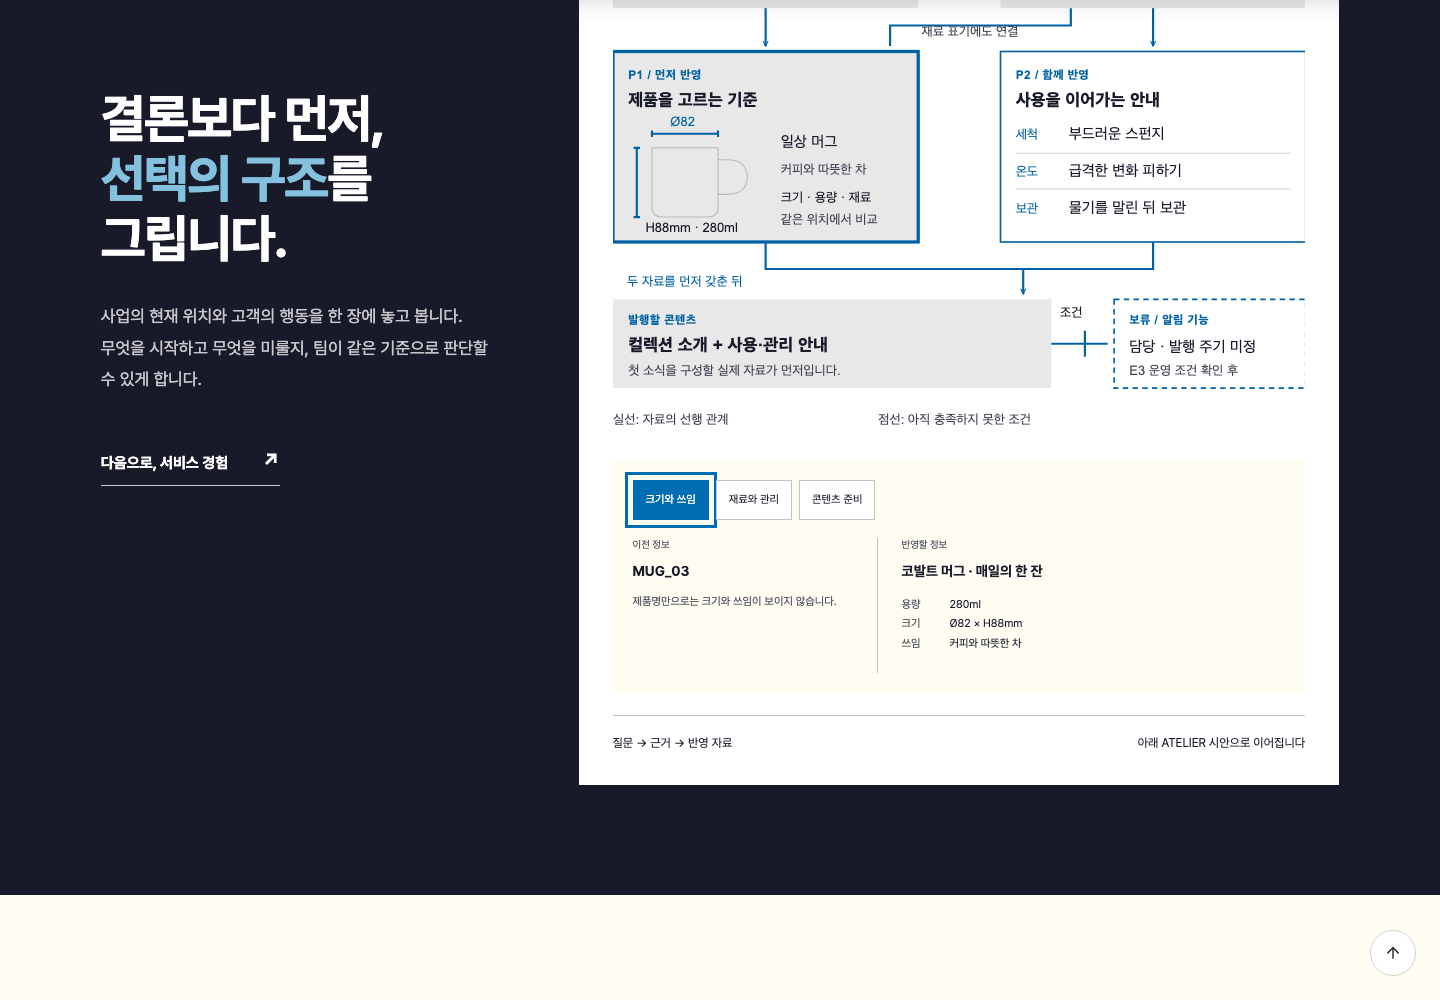 결론보다 먼저,
선택의 구조를
그립니다.
사업의 현재 위치와 고객의 행동을 한 장에 놓고 봅니다.
무엇을 시작하고 무엇을 미룰지, 팀이 같은 기준으로 판단할
수 있게 합니다.
다음으로, 서비스 경험
재료 표기에도 연결
P1 / 먼저 반영
제품을 고르는 기준
Ø82
H88mm · 280ml
일상 머그
커피와 따뜻한 차
크기 · 용량 · 재료
같은 위치에서 비교
P2 / 함께 반영
사용을 이어가는 안내
세척 부드러운 스펀지
온도 급격한 변화 피하기
보관 물기를 말린 뒤 보관
두 자료를 먼저 갖춘 뒤
발행할 콘텐츠
컬렉션 소개 + 사용·관리 안내
첫 소식을 구성할 실제 자료가 먼저입니다.
조건
보류 / 알림 기능
담당 · 발행 주기 미정
E3 운영 조건 확인 후
실선: 자료의 선행 관계
점선: 아직 충족하지 못한 조건
크기와 쓰임
재료와 관리
콘텐츠 준비
이전 정보
MUG_03
제품명만으로는 크기와 쓰임이 보이지 않습니다.
반영할 정보
코발트 머그 · 매일의 한 잔
용량 280ml
크기 Ø82 × H88mm
쓰임 커피와 따뜻한 차
질문 → 근거 → 반영 자료
아래 ATELIER 시안으로 이어집니다